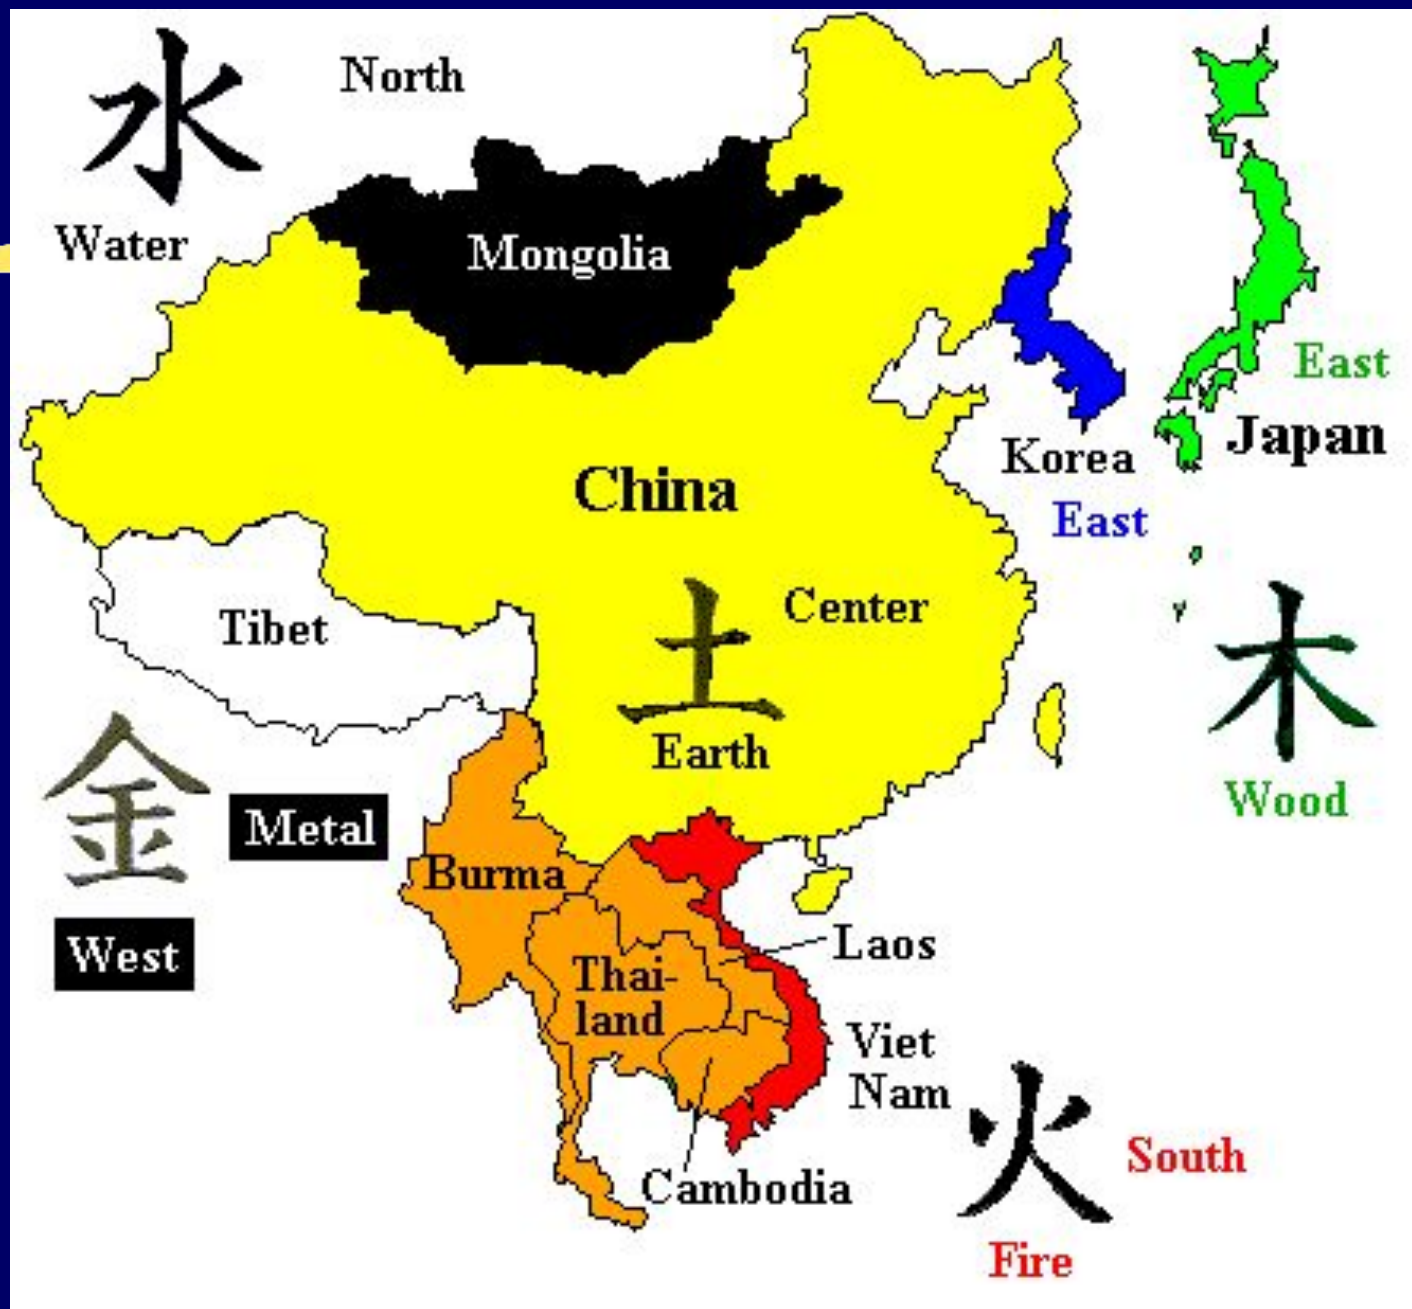 水
North
Water
Mongolia
East
Japan
Korea
East
China
Center
土
Earth
Tibet
木
Wood
金
Metal
West
Burma
Thai-
land
Laos
Viet
Nam
Cambodia
火
South
Fire